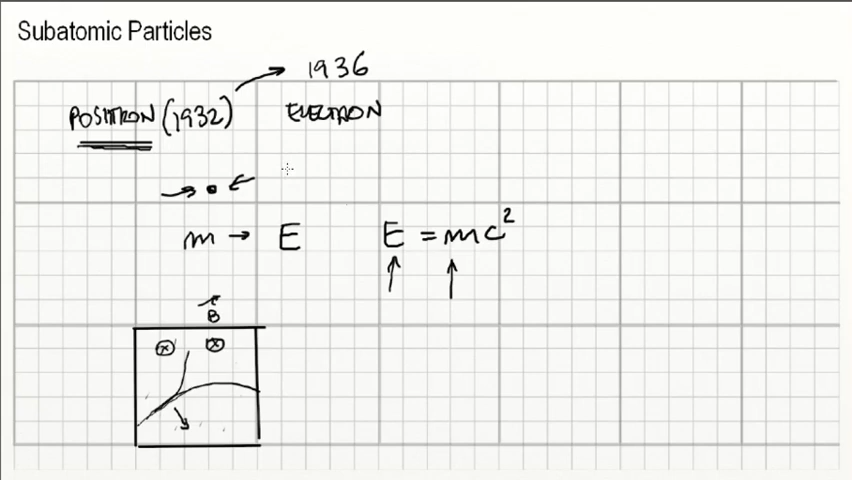 Subatomic Particles
1936
POSITRON (1932) ELECTRON
m → E E = mc²
B